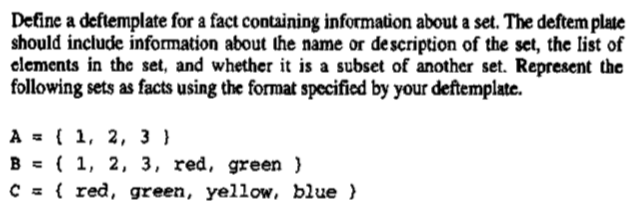 Define a deftemplate for a fact containing information about a set. The deftem plate
should include information about the name or description of the set, the list of
elements in the set, and whether it is a subset of another set. Represent the
following sets as facts using the format specified by your deftemplate.
A = { 1, 2, 3 }
B = { 1, 2, 3, red, green }
C = { red, green, yellow, blue }